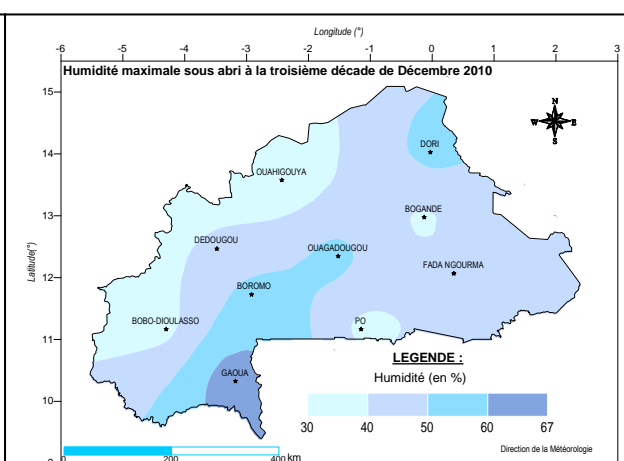 Longitude (°)
-6 -5 -4 -3 -2 -1 0 1 2 3
Humidité maximale sous abri à la troisième décade de Décembre 2010
15
N
W E
S
DORI
14
OUAHIGOUYA
BOGANDE
13
DEDOUGOU
OUAGADOUGOU
FADA NGOURMA
Latitude(°)
12
BOROMO
BOBO-DIOULASSO
PO
11
LEGENDE :
GAOUA
Humidité (en %)
10
30 40 50 60 67
Direction de la Météorologie
0 200 400 km